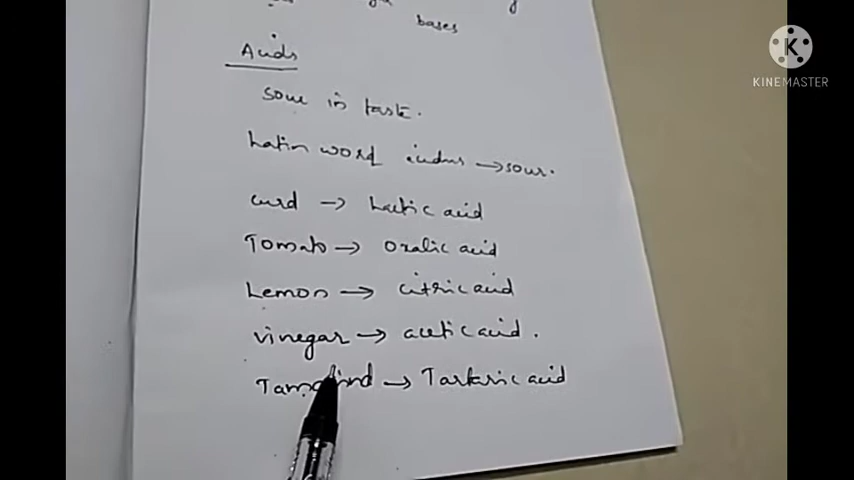 bases
KINEMASTER
Acids
sour in taste.
Latin word acidus → sour.
curd → Lactic acid
Tomato → oxalic acid
Lemon → citric acid
vinegar → acetic acid.
Tamarind → Tartaric acid